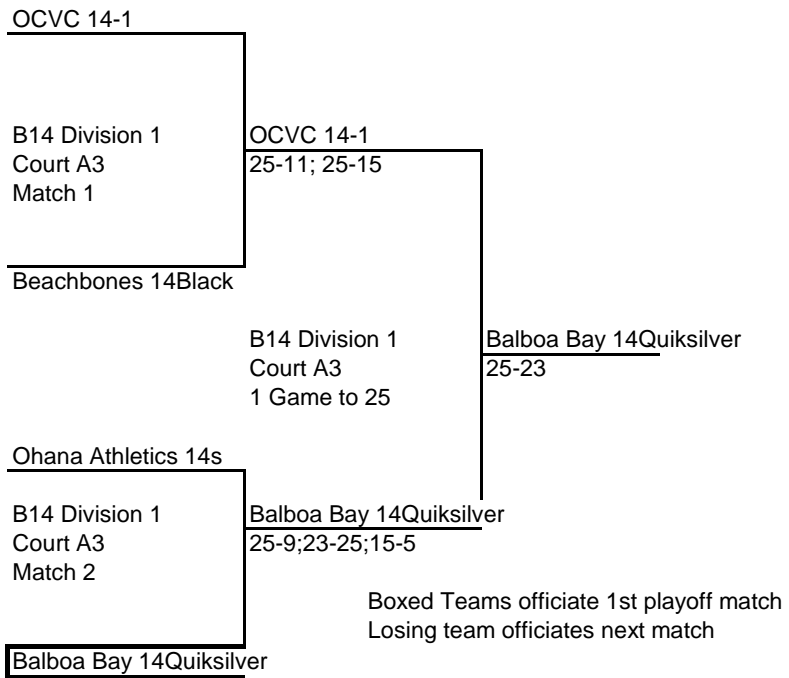 OCVC 14-1
B14 Division 1
Court A3
Match 1
OCVC 14-1
25-11; 25-15
Beachbones 14Black
B14 Division 1
Court A3
1 Game to 25
Balboa Bay 14Quiksilver
25-23
Ohana Athletics 14s
B14 Division 1
Court A3
Match 2
Balboa Bay 14Quiksilver
25-9;23-25;15-5
Boxed Teams officiate 1st playoff match
Losing team officiates next match
Balboa Bay 14Quiksilver